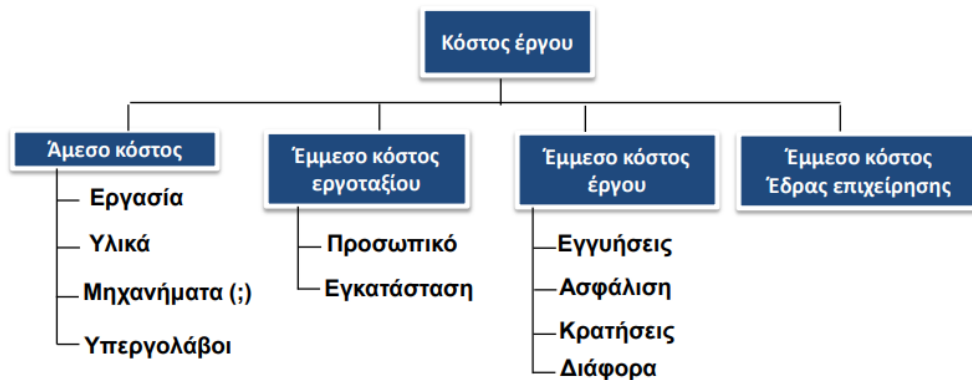 Κόστος έργου
Άμεσο κόστος
Εργασία
Υλικά
Μηχανήματα (;)
Υπεργολάβοι
Έμμεσο κόστος
εργοταξίου
Προσωπικό
Εγκατάσταση
Έμμεσο κόστος
έργου
Εγγυήσεις
Ασφάλιση
Κρατήσεις
Διάφορα
Έμμεσο κόστος
Έδρας επιχείρησης